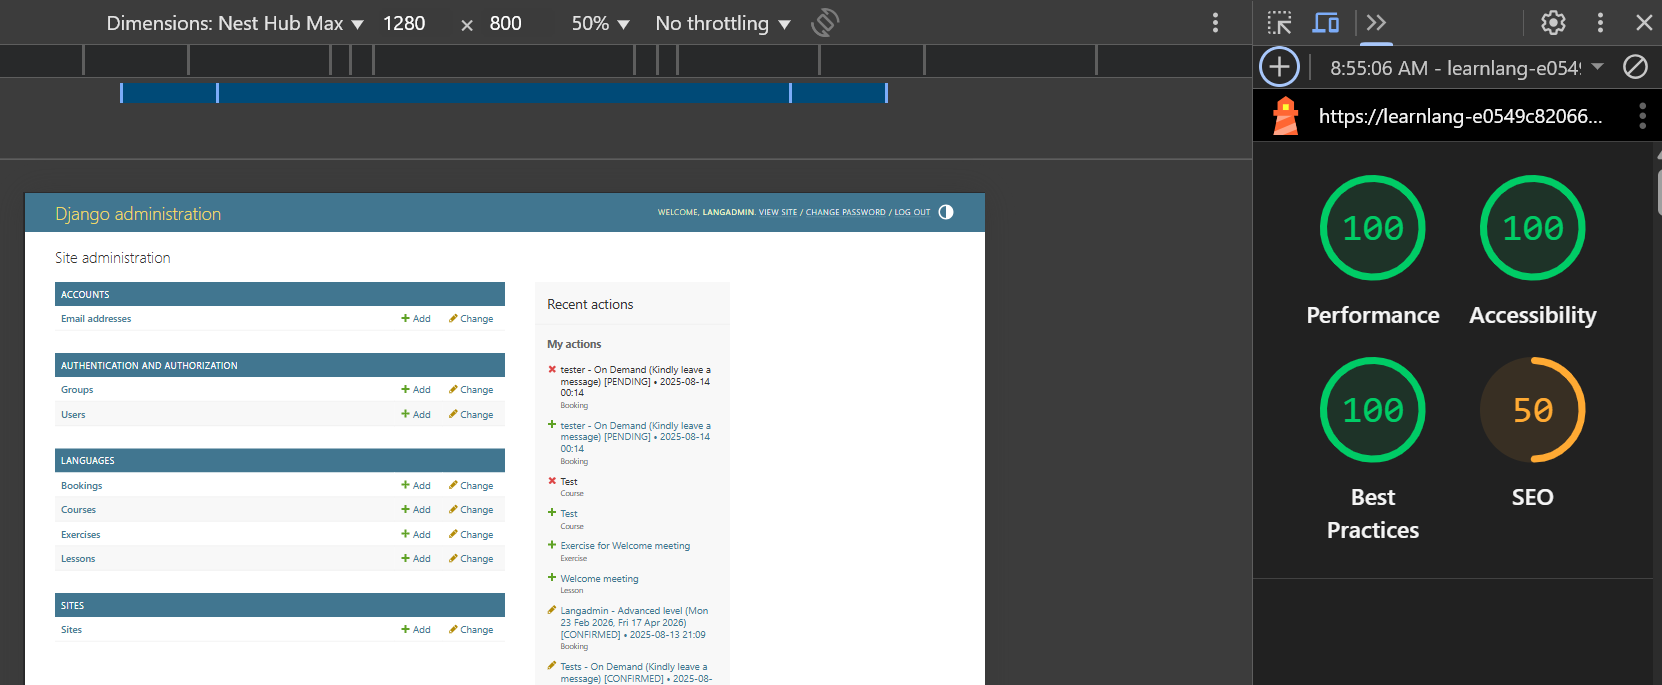 Dimensions: Nest Hub Max 1280 × 800 50% No throttling
8:55:06 AM - learnlang-e054
https://learnlang-e0549c82066...
Django administration
WELCOME, LANGADMIN. VIEW SITE / CHANGE PASSWORD / LOG OUT
Site administration
ACCOUNTS
Email addresses Add Change
AUTHENTICATION AND AUTHORIZATION
Groups Add Change
Users Add Change
LANGUAGES
Bookings Add Change
Courses Add Change
Exercises Add Change
Lessons Add Change
SITES
Sites Add Change
Recent actions
My actions
tester - On Demand (Kindly leave a
message) [PENDING] • 2025-08-14
00:14
Booking
tester - On Demand (Kindly leave a
message) [PENDING] • 2025-08-14
00:14
Booking
Test
Course
Test
Course
Exercise for Welcome meeting
Exercise
Welcome meeting
Lesson
Langadmin - Advanced level (Mon
23 Feb 2026, Fri 17 Apr 2026)
[CONFIRMED] • 2025-08-13 21:09
Booking
Tests - On Demand (Kindly leave a
message) [CONFIRMED] • 2025-08-
100
Performance
100
Accessibility
100
Best
Practices
50
SEO